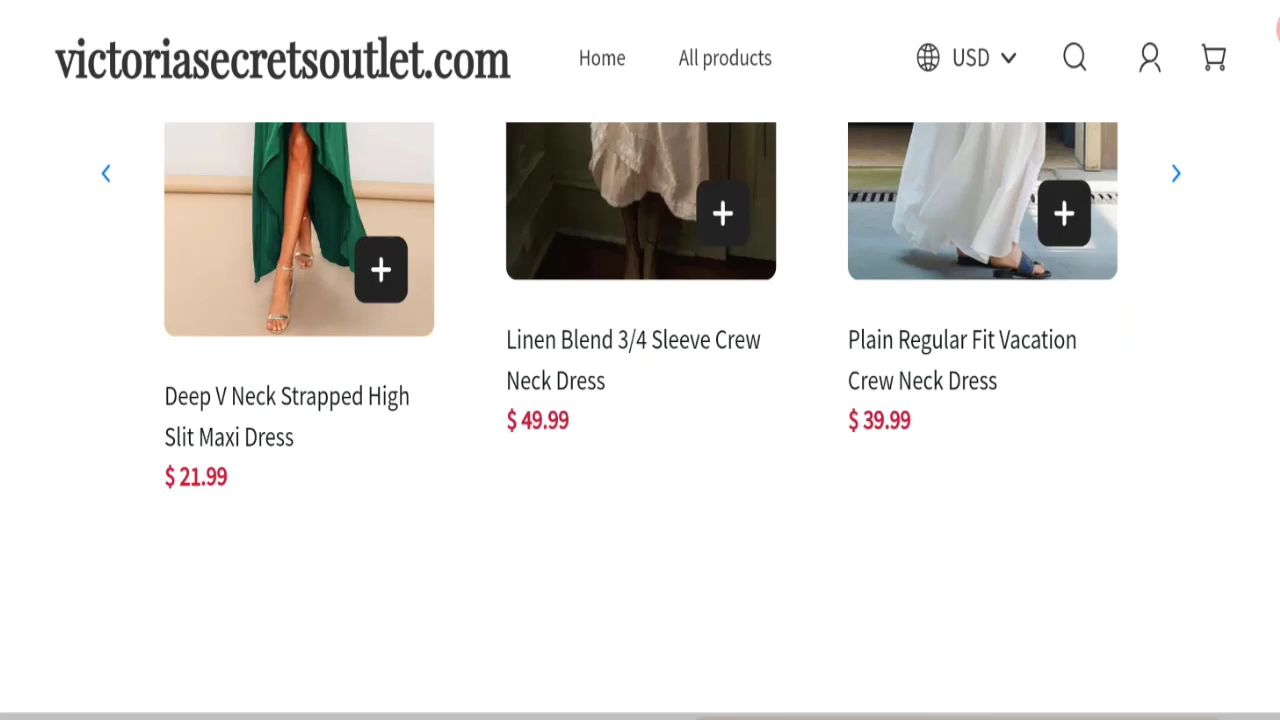 victoriasecretsoutlet.com
Home
All products
USD
Deep V Neck Strapped High
Slit Maxi Dress
$ 21.99
Linen Blend 3/4 Sleeve Crew
Neck Dress
$ 49.99
Plain Regular Fit Vacation
Crew Neck Dress
$ 39.99